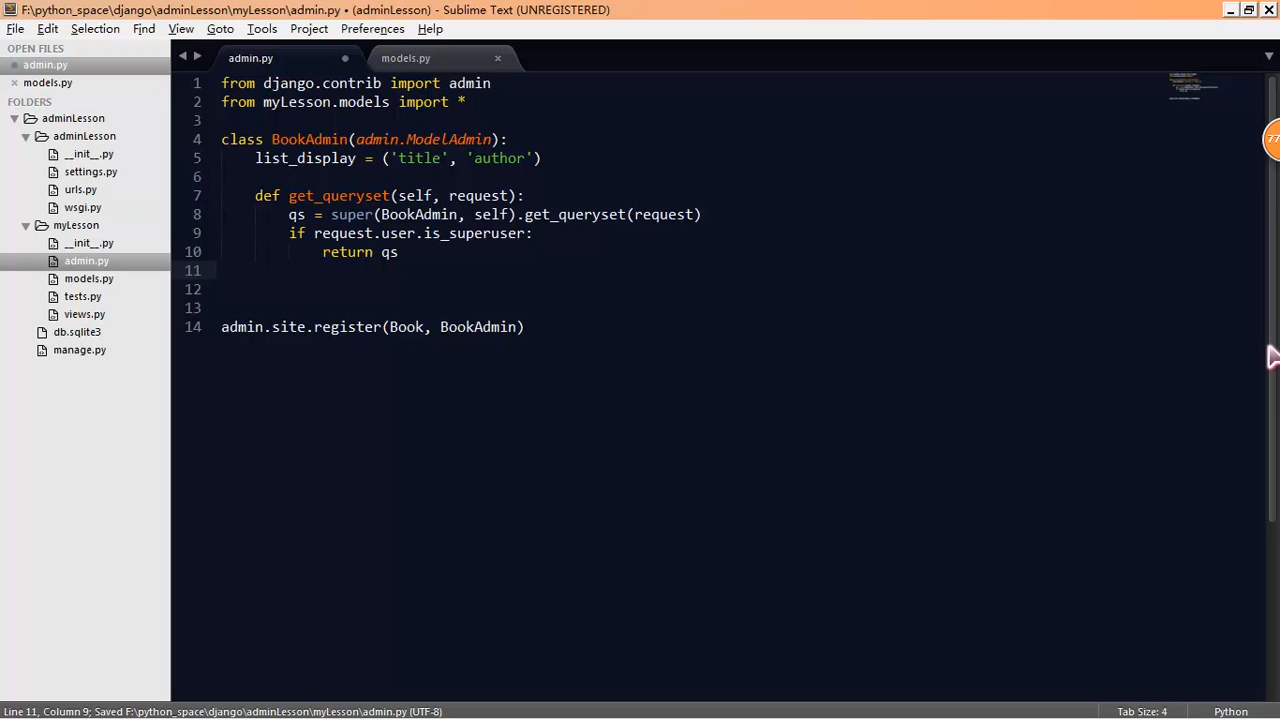 F:\python_space\django\adminLesson\myLesson\admin.py • (adminLesson) - Sublime Text (UNREGISTERED)
File Edit Selection Find View Goto Tools Project Preferences Help
OPEN FILES
admin.py
models.py
FOLDERS
adminLesson
adminLesson
__init__.py
settings.py
urls.py
wsgi.py
myLesson
__init__.py
admin.py
models.py
tests.py
views.py
db.sqlite3
manage.py
admin.py models.py
1 from django.contrib import admin
2 from myLesson.models import *
3
4 class BookAdmin(admin.ModelAdmin):
5 list_display = ('title', 'author')
6
7 def get_queryset(self, request):
8 qs = super(BookAdmin, self).get_queryset(request)
9 if request.user.is_superuser:
10 return qs
11
12
13
14 admin.site.register(Book, BookAdmin)
77
Line 11, Column 9; Saved F:\python_space\django\adminLesson\myLesson\admin.py (UTF-8) Tab Size: 4 Python